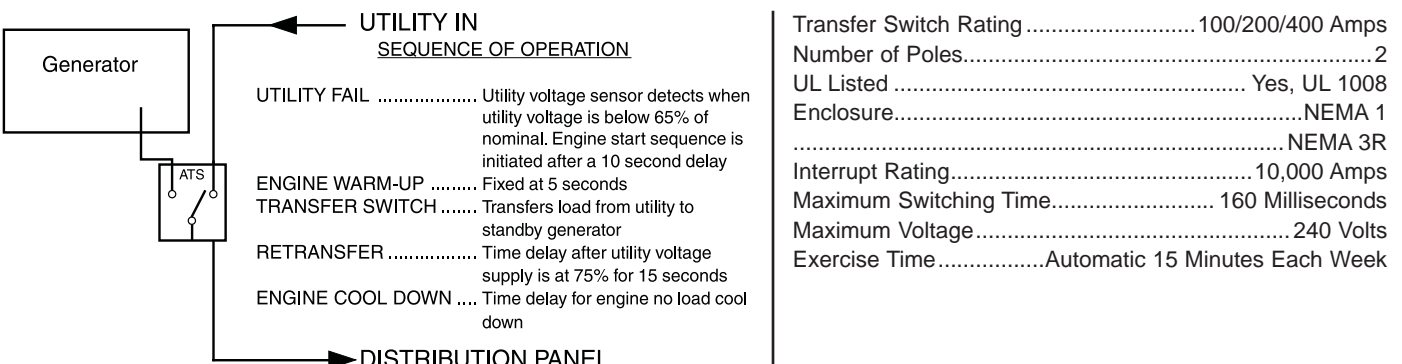 UTILITY IN
SEQUENCE OF OPERATION
Generator
UTILITY FAIL ................... Utility voltage sensor detects when
utility voltage is below 65% of
nominal. Engine start sequence is
initiated after a 10 second delay
ATS
ENGINE WARM-UP ......... Fixed at 5 seconds
TRANSFER SWITCH ....... Transfers load from utility to
standby generator
RETRANSFER ................ Time delay after utility voltage
supply is at 75% for 15 seconds
ENGINE COOL DOWN .... Time delay for engine no load cool
down
DISTRIBUTION PANEL
Transfer Switch Rating ............................100/200/400 Amps
Number of Poles.....................................................................2
UL Listed .......................................................... Yes, UL 1008
Enclosure....................................................................NEMA 1
.................................................................................NEMA 3R
Interrupt Rating..................................................10,000 Amps
Maximum Switching Time........................... 160 Milliseconds
Maximum Voltage....................................................240 Volts
Exercise Time.................Automatic 15 Minutes Each Week